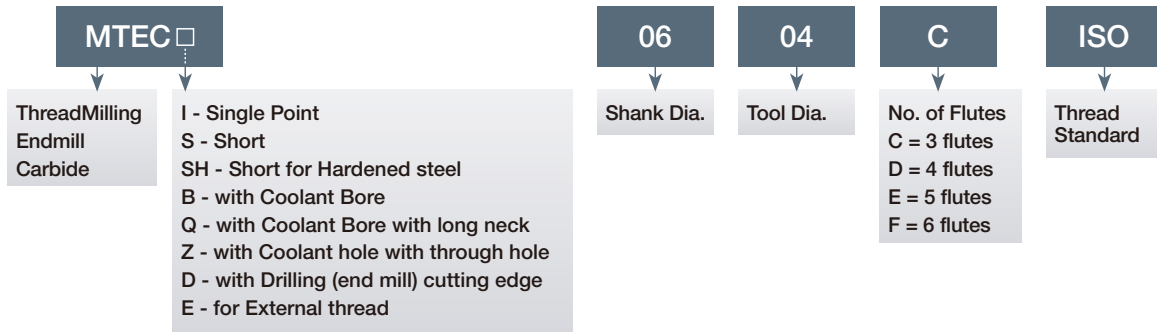 MTEC□
ThreadMilling
Endmill
Carbide
I - Single Point
S - Short
SH - Short for Hardened steel
B - with Coolant Bore
Q - with Coolant Bore with long neck
Z - with Coolant hole with through hole
D - with Drilling (end mill) cutting edge
E - for External thread
06
Shank Dia.
04
Tool Dia.
C
No. of Flutes
C = 3 flutes
D = 4 flutes
E = 5 flutes
F = 6 flutes
ISO
Thread
Standard